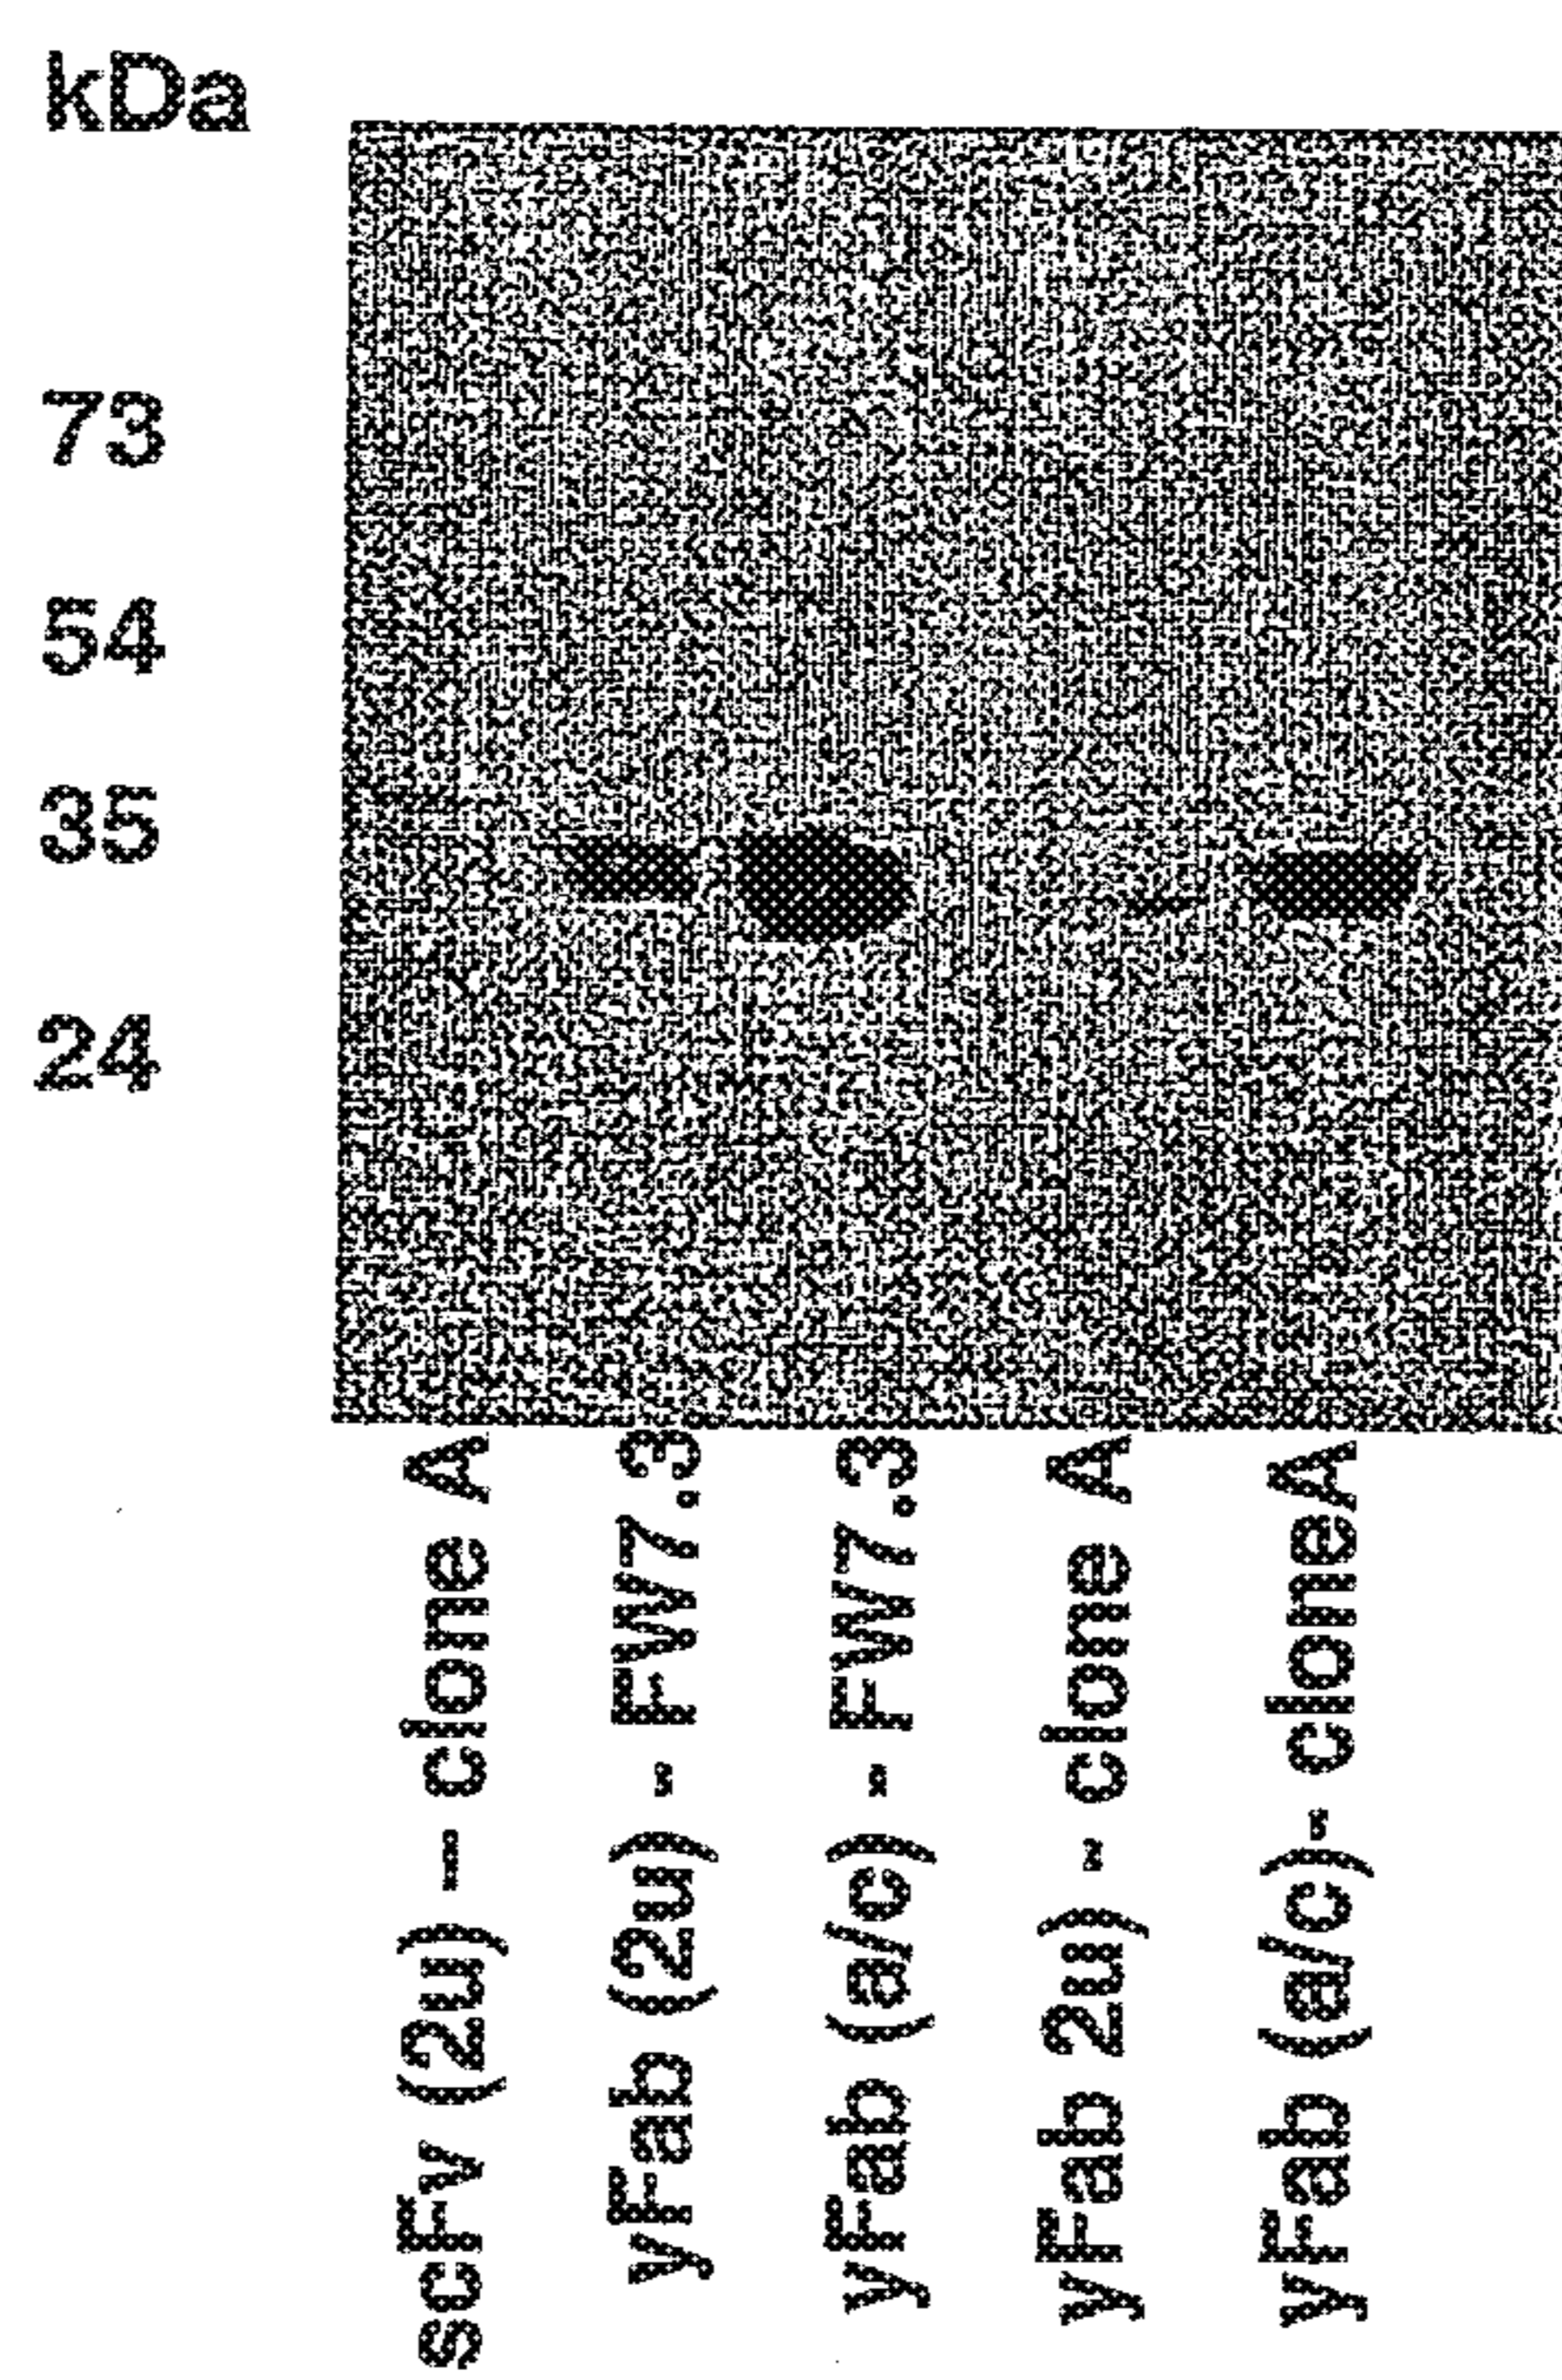 kDa
73
54
35
24
scFv (2u) – clone A
yFab (2u) - FW7.3
yFab (a/c) - FW7.3
yFab 2u) - clone A
yFab (a/c)- cloneA